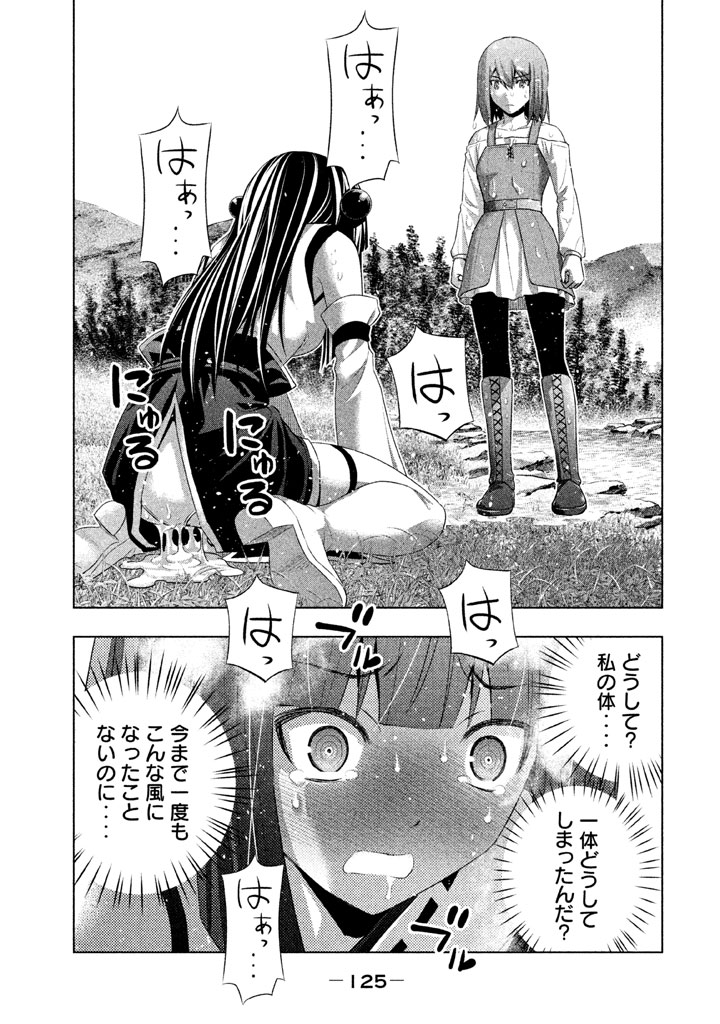 はぁっ
・・・
はぁっ
・・・
はっ
にゅる
にゅる
はっ
ブル
はっ
どうして？
私の体・・・・
一体どうして
しまったんだ？
今まで一度も
こんな風に
なったこと
ないのに・・・・
はぁっ・・・
ブル
—125—